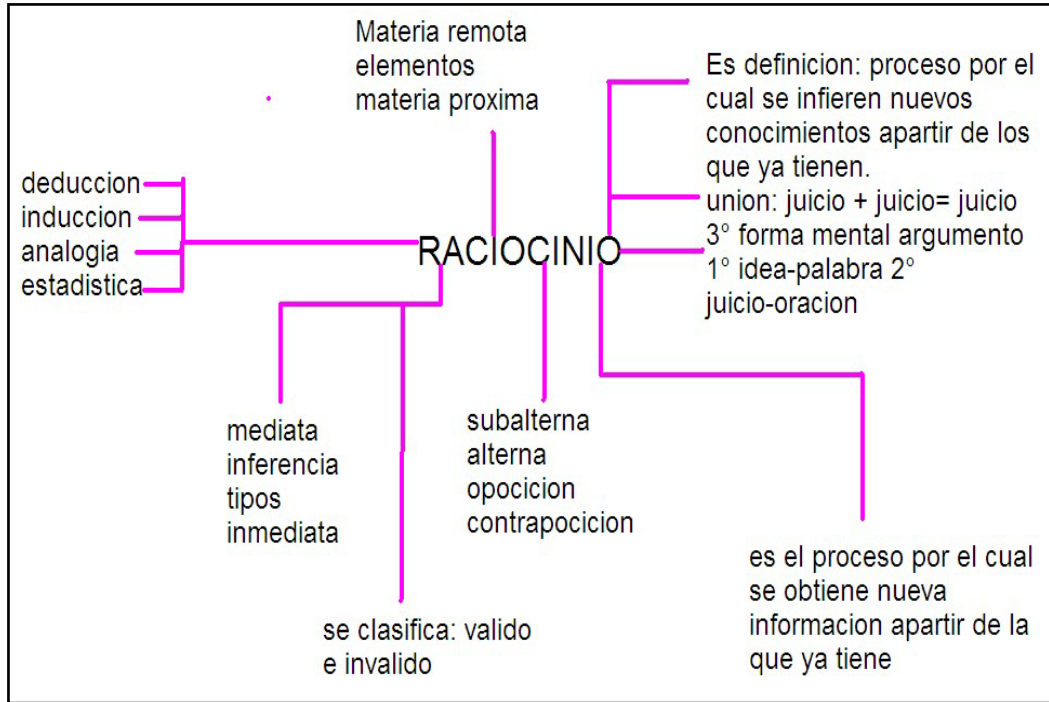 Materia remota
elementos
materia proxima
Es definicion: proceso por el
cual se infieren nuevos
conocimientos apartir de los
que ya tienen.
union: juicio + juicio= juicio
3° forma mental argumento
1° idea-palabra 2°
juicio-oracion
deduccion
induccion
analogia
estadistica
RACIOCINIO
mediata
inferencia
tipos
inmediata
subalterna
alterna
opocicion
contrapocicion
se clasifica: valido
e invalido
es el proceso por el cual
se obtiene nueva
informacion apartir de la
que ya tiene